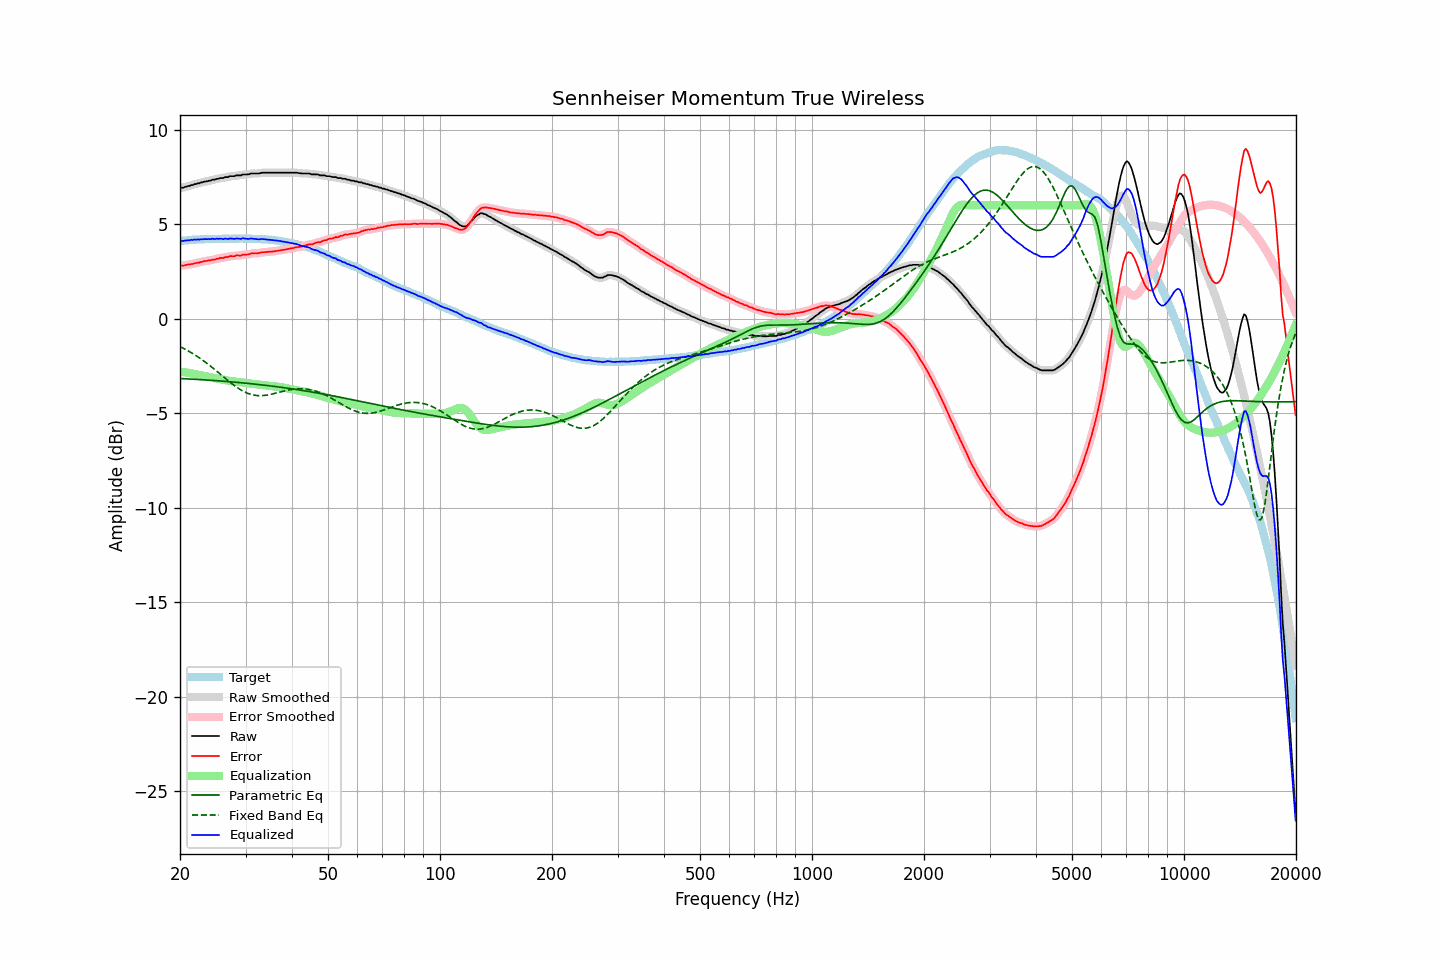 Sennheiser Momentum True Wireless
10
5
0
−5
−10
−15
−20
−25
Amplitude (dBr)
Target
Raw Smoothed
Error Smoothed
Raw
Error
Equalization
Parametric Eq
Fixed Band Eq
Equalized
20 50 100 200 500 1000 2000 5000 10000 20000
Frequency (Hz)